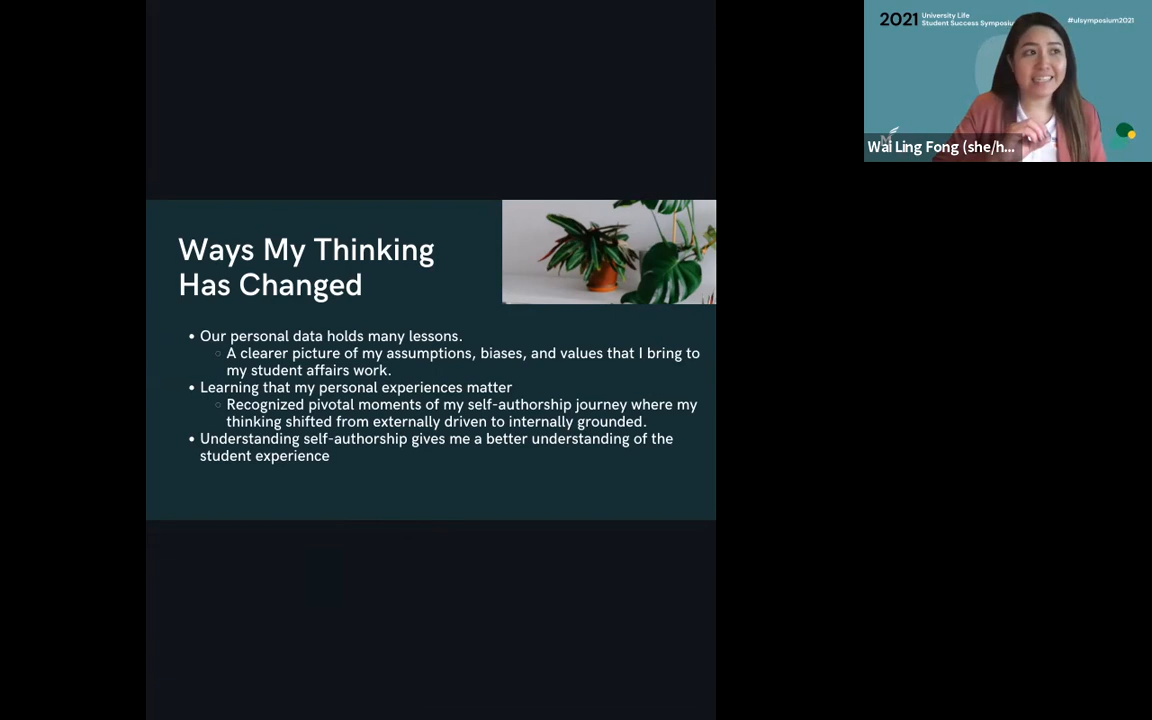 Ways My Thinking
Has Changed
• Our personal data holds many lessons.
○ A clearer picture of my assumptions, biases, and values that I bring to
my student affairs work.
• Learning that my personal experiences matter
○ Recognized pivotal moments of my self-authorship journey where my
thinking shifted from externally driven to internally grounded.
• Understanding self-authorship gives me a better understanding of the
student experience
2021 University Life
Student Success Symposiu
#ulsymposium2021
Wai Ling Fong (she/h...